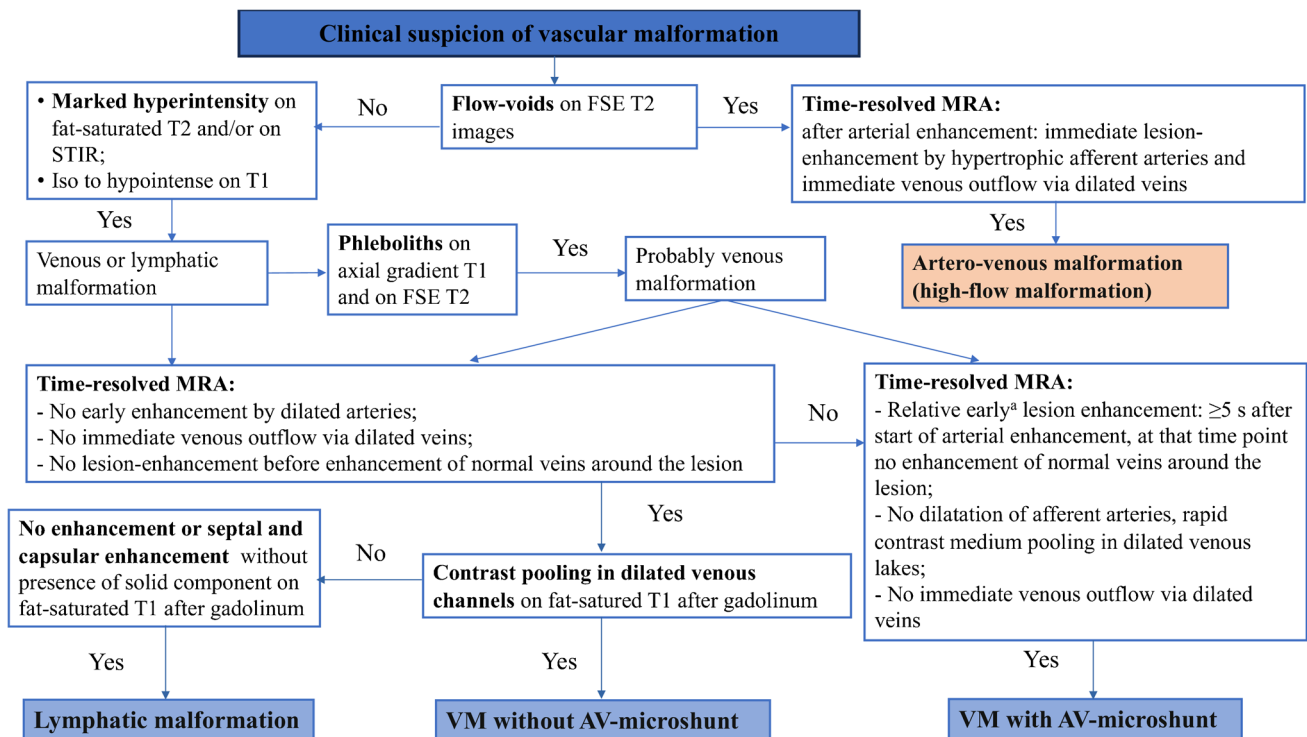 Clinical suspicion of vascular malformation
• Marked hyperintensity on
fat-saturated T2 and/or on
STIR;
• Iso to hypointense on T1
No
Flow-voids on FSE T2
images
Yes
Time-resolved MRA:
after arterial enhancement: immediate lesion-
enhancement by hypertrophic afferent arteries and
immediate venous outflow via dilated veins
Yes
Yes
Venous or lymphatic
malformation
Phleboliths on
axial gradient T1
and on FSE T2
Yes
Probably venous
malformation
Artero-venous malformation
(high-flow malformation)
Time-resolved MRA:
- No early enhancement by dilated arteries;
- No immediate venous outflow via dilated veins;
- No lesion-enhancement before enhancement of normal veins around the lesion
No
Time-resolved MRA:
- Relative earlyᵃ lesion enhancement: ≥5 s after
start of arterial enhancement, at that time point
no enhancement of normal veins around the
lesion;
- No dilatation of afferent arteries, rapid
contrast medium pooling in dilated venous
lakes;
- No immediate venous outflow via dilated
veins
Yes
No enhancement or septal and
capsular enhancement without
presence of solid component on
fat-saturated T1 after gadolinum
No
Contrast pooling in dilated venous
channels on fat-satured T1 after gadolinum
Yes
Yes
Yes
Lymphatic malformation
VM without AV-microshunt
VM with AV-microshunt